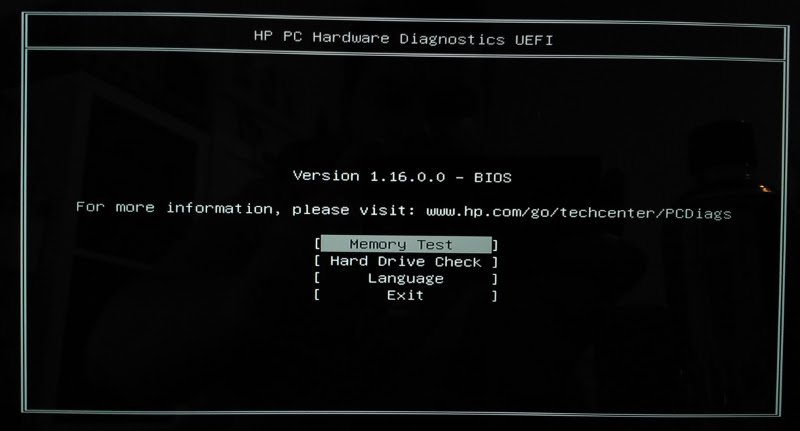 HP PC Hardware Diagnostics UEFI
Version 1.16.0.0 - BIOS
For more information, please visit: www.hp.com/go/techcenter/PCDiags
[ Memory Test ]
[ Hard Drive Check ]
[ Language ]
[ Exit ]